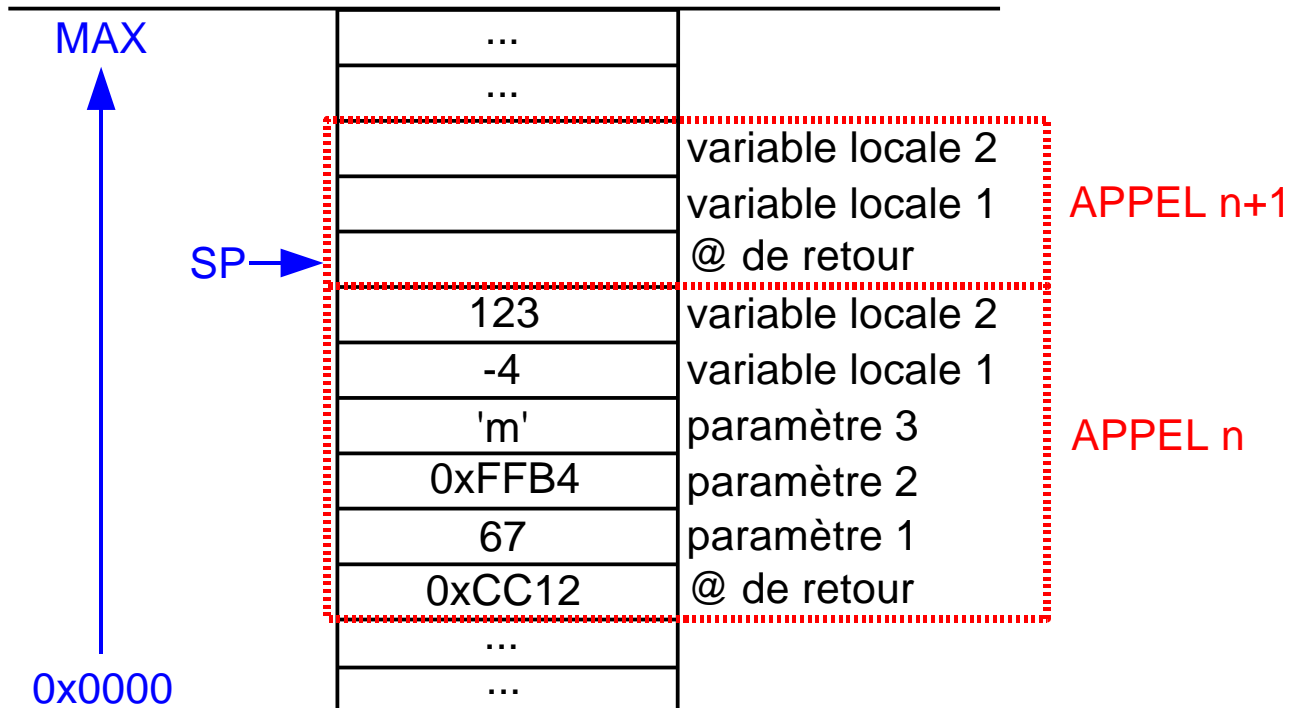 MAX
...
...
variable locale 2
variable locale 1
APPEL n+1
SP
@ de retour
123
variable locale 2
-4
variable locale 1
'm'
paramètre 3
APPEL n
0xFFB4
paramètre 2
67
paramètre 1
0xCC12
@ de retour
...
0x0000
...